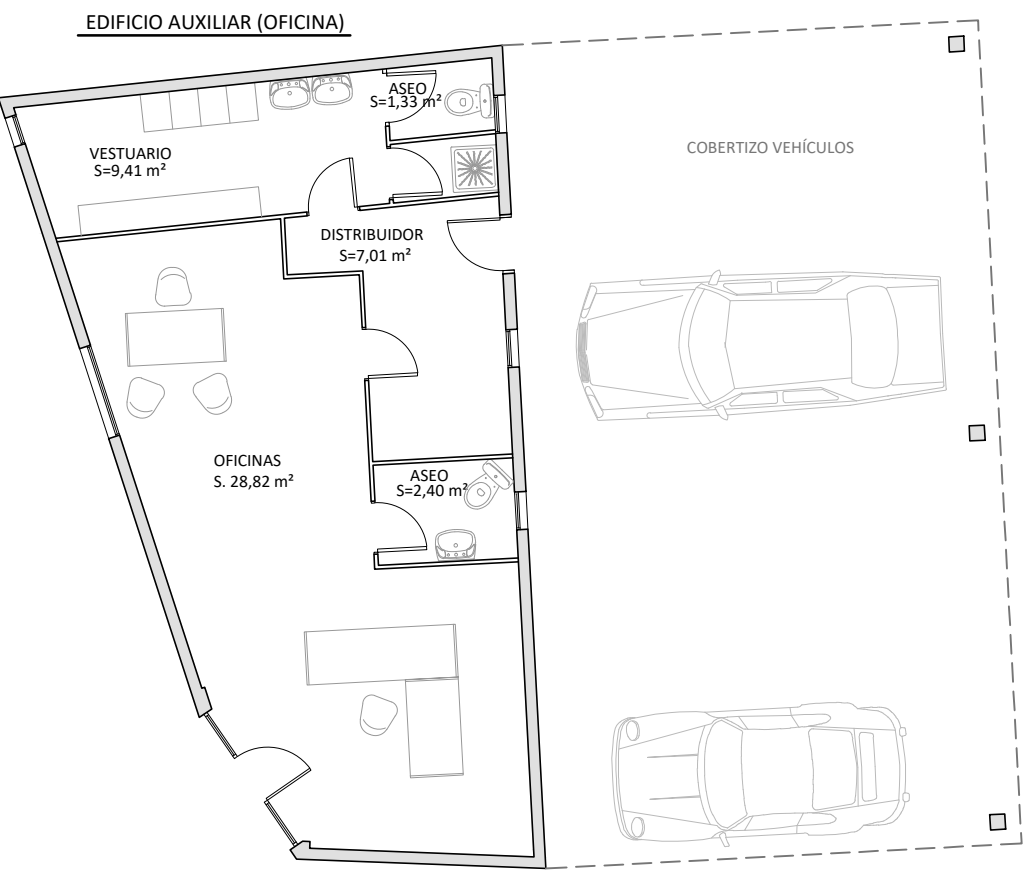 EDIFICIO AUXILIAR (OFICINA)
ASEO
S=1,33 m²
VESTUARIO
S=9,41 m²
COBERTIZO VEHÍCULOS
DISTRIBUIDOR
S=7,01 m²
OFICINAS
S. 28,82 m²
ASEO
S=2,40 m²